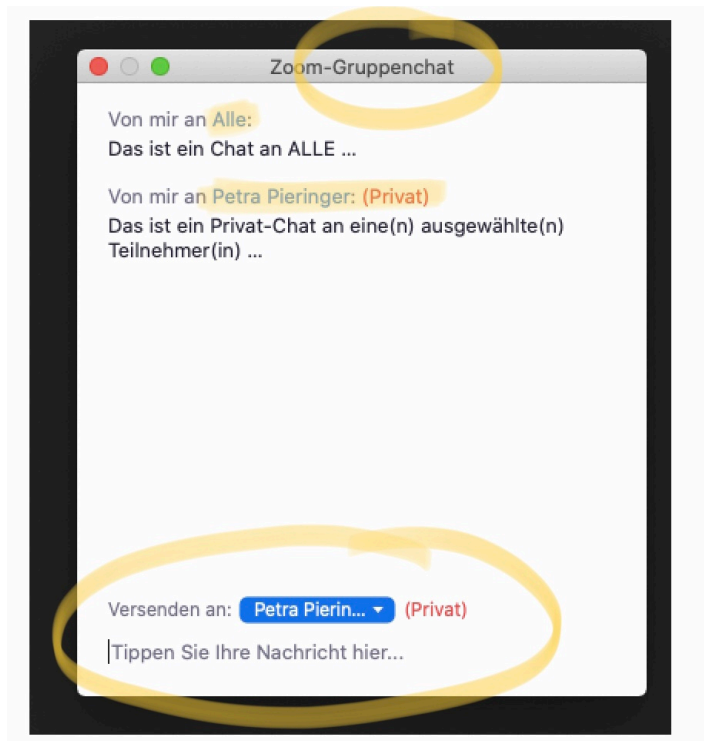 Zoom-Gruppenchat
Von mir an Alle:
Das ist ein Chat an ALLE ...
Von mir an Petra Pieringer: (Privat)
Das ist ein Privat-Chat an eine(n) ausgewählte(n)
Teilnehmer(in) ...
Versenden an: Petra Pierin... (Privat)
Tippen Sie Ihre Nachricht hier...